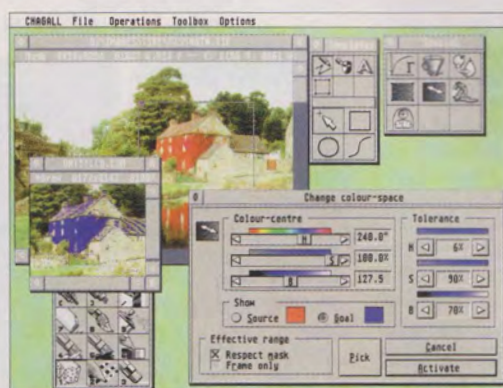 CHAGALL File Operations Toolbox Options
Change colour-space
Colour-centre
H
240.0°
S
100.0%
B
127.5
Tolerance
H 6%
S 90%
B 70%
Show
Source
Goal
Effective range
Respect mask
Frame only
Pick
Cancel
Activate